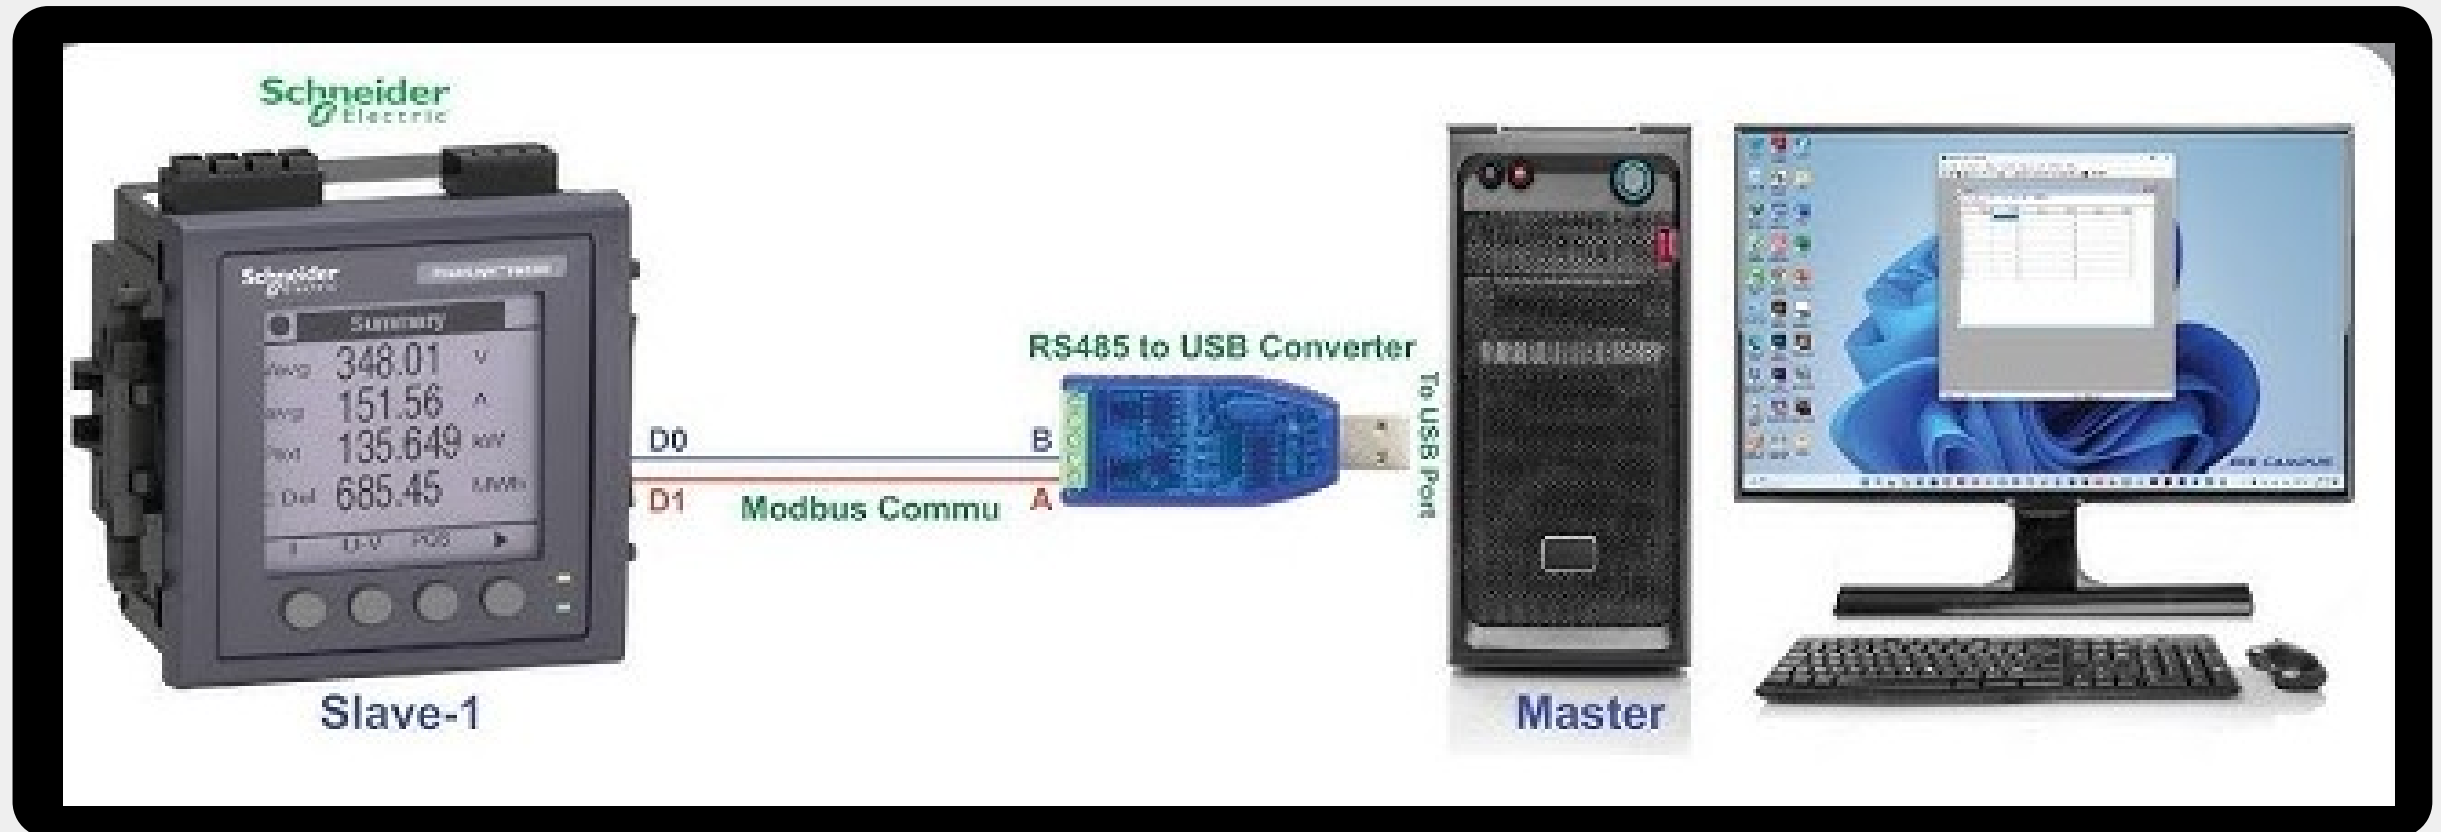 Schneider
Electric
Schneider
Electric
Summary
348.01 V
151.56 A
135.649 kW
685.45 MWh
D0
D1
Modbus Commu
RS485 to USB Converter
B
A
To USB Port
Slave-1
Master